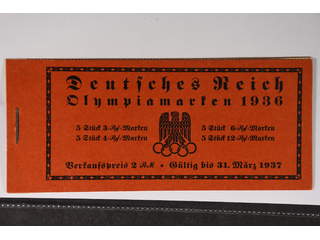 Deutsches Reich
Olympiamarken 1936
5 Stück 3-Rpf-Marken 5 Stück 6-Rpf-Marken
5 Stück 4-Rpf-Marken 5 Stück 12-Rpf-Marken
Verkaufspreis 2 RM • Gültig bis 31. März 1937